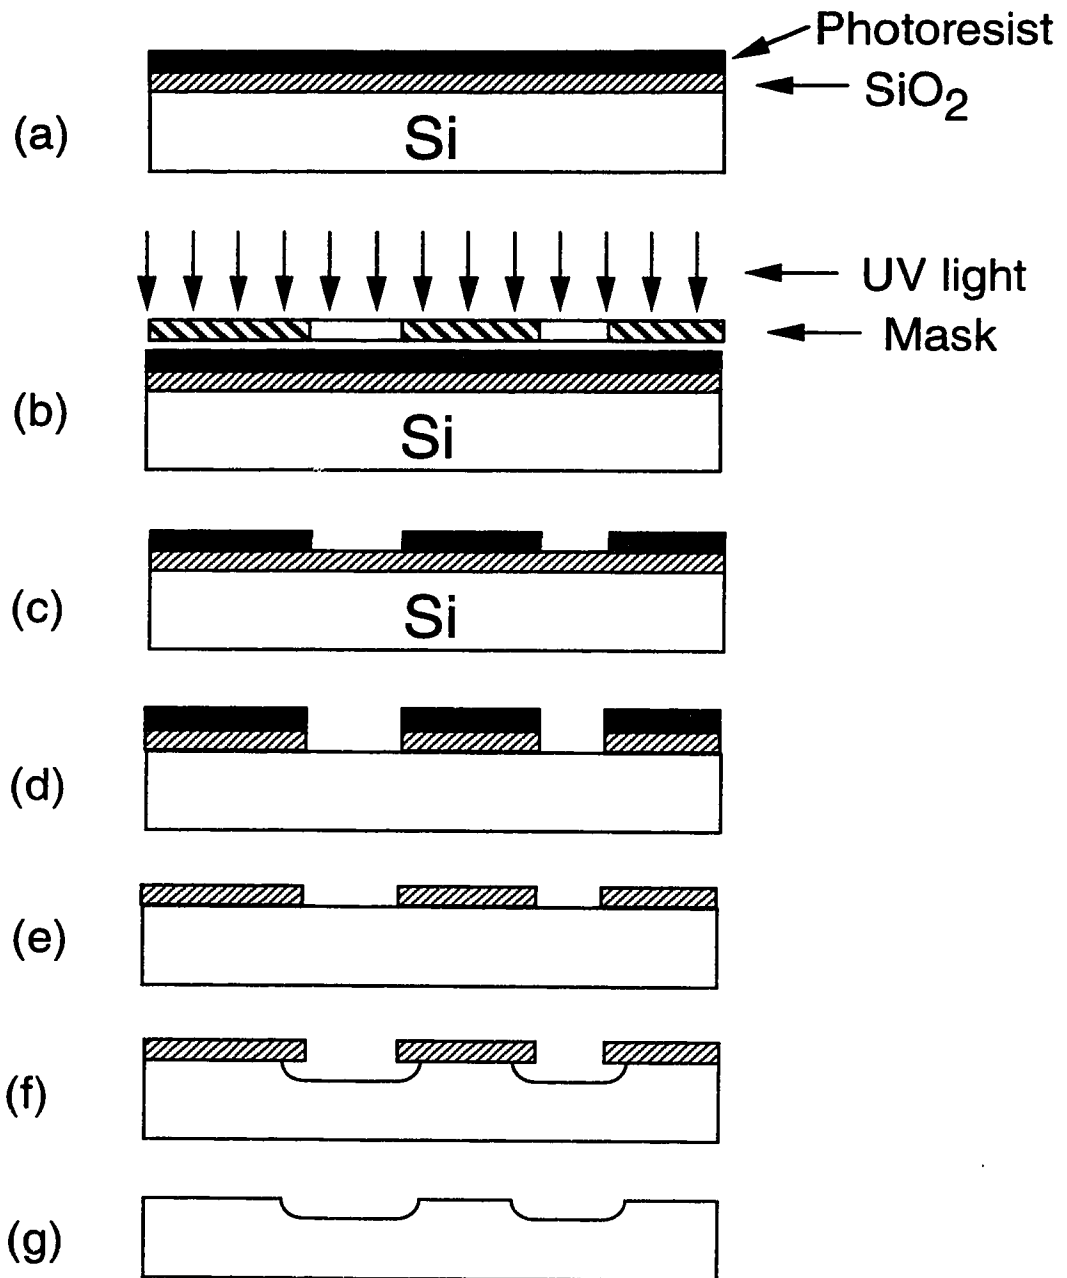 Photoresist
SiO2
(a)
Si
UV light
Mask
(b)
Si
(c)
Si
(d)
(e)
(f)
(g)